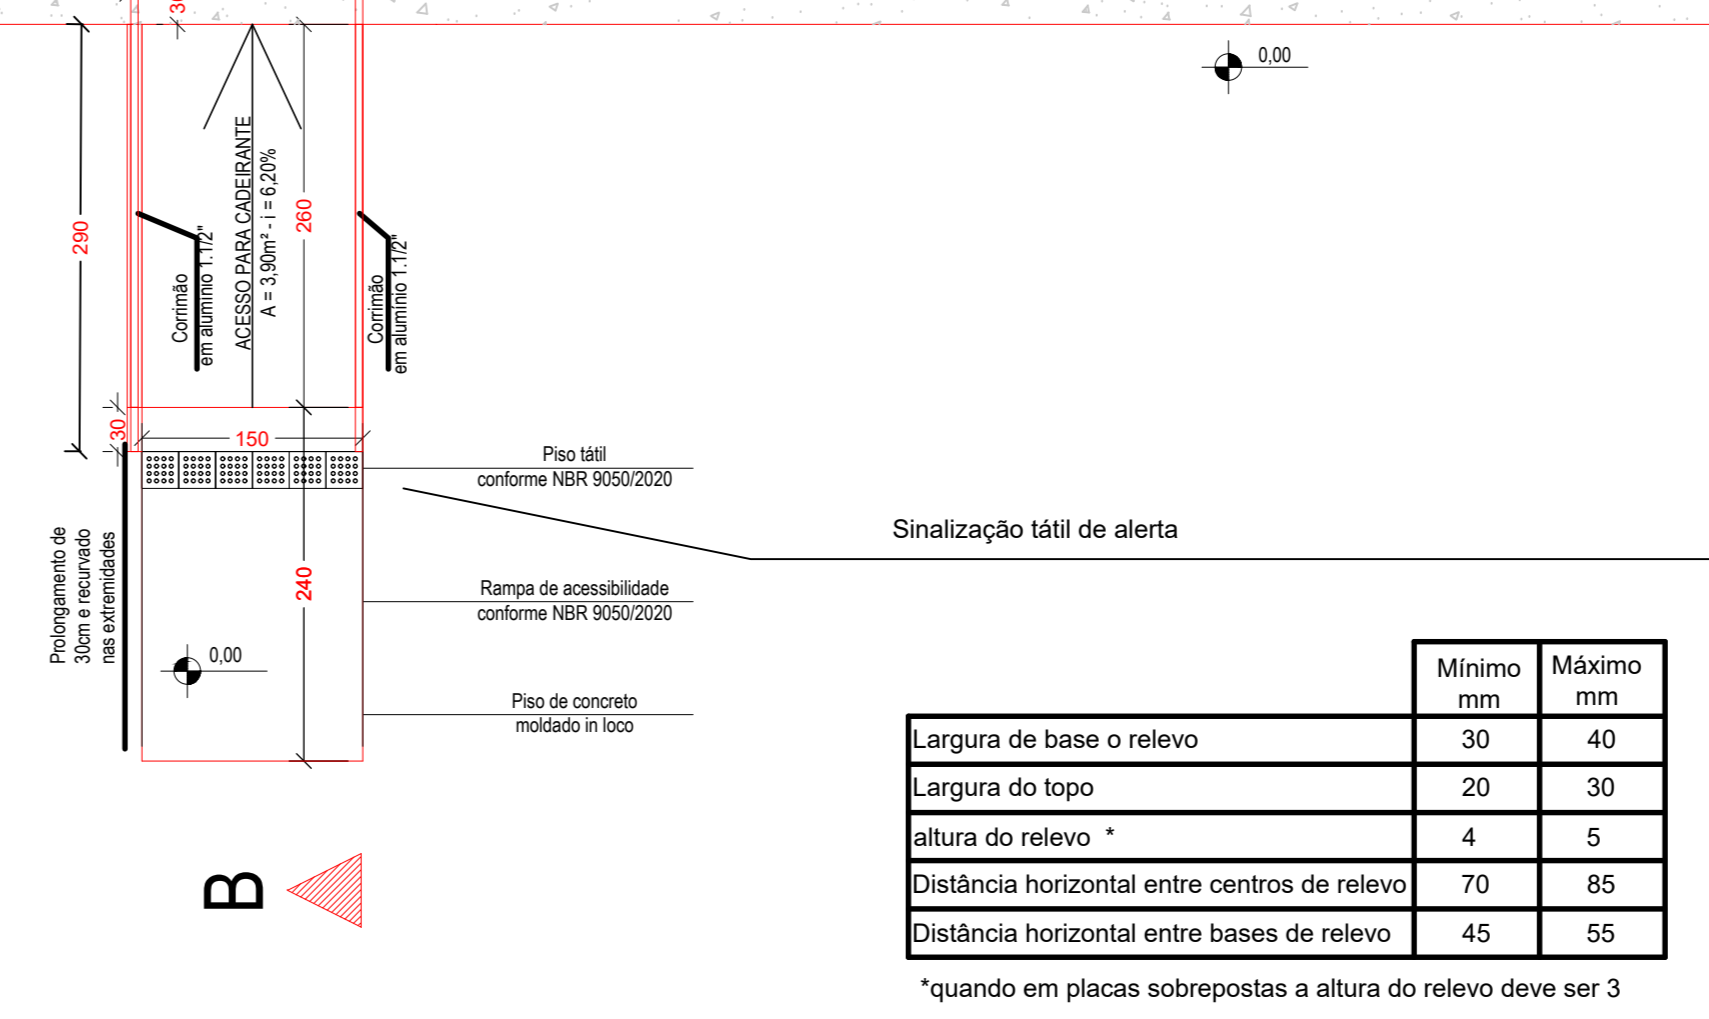 30
0,00
290
ACESSO PARA CADEIRANTE
A = 3,90m² - i = 6,20%
260
Corrimão
em alumínio 1.1/2"
Corrimão
em alumínio 1.1/2"
30
150
Piso tátil
conforme NBR 9050/2020
Sinalização tátil de alerta
Prolongamento de
30cm e recurvado
nas extremidades
240
Rampa de acessibilidade
conforme NBR 9050/2020
0,00
Piso de concreto
moldado in loco
B
Mínimo Máximo
mm mm
Largura de base o relevo 30 40
Largura do topo 20 30
altura do relevo * 4 5
Distância horizontal entre centros de relevo 70 85
Distância horizontal entre bases de relevo 45 55
*quando em placas sobrepostas a altura do relevo deve ser 3